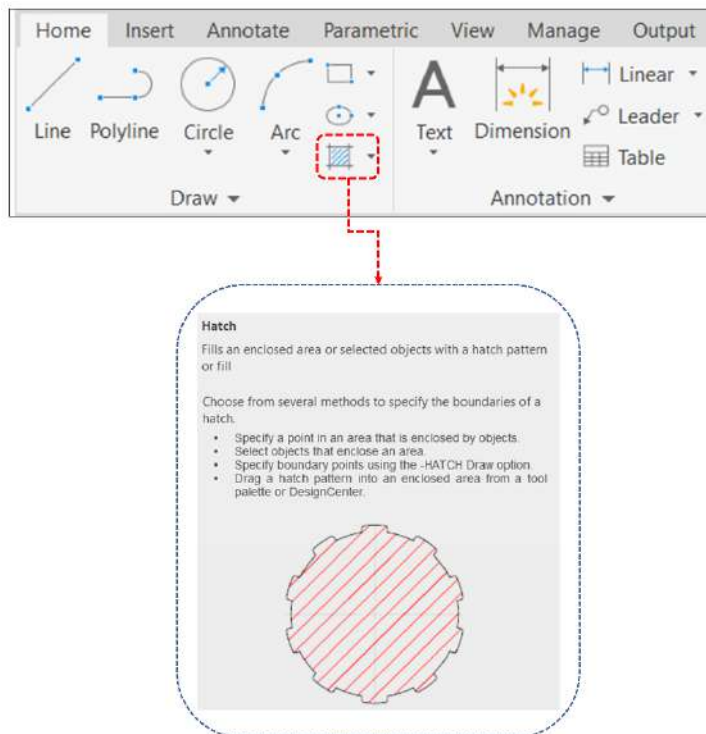 Home Insert Annotate Parametric View Manage Output
Line Polyline Circle Arc Text Dimension Linear
Leader
Table
Draw Annotation
Hatch
Fills an enclosed area or selected objects with a hatch pattern
or fill
Choose from several methods to specify the boundaries of a
hatch.
• Specify a point in an area that is enclosed by objects.
• Select objects that enclose an area.
• Specify boundary points using the -HATCH Draw option.
• Drag a hatch pattern into an enclosed area from a tool
palette or DesignCenter.